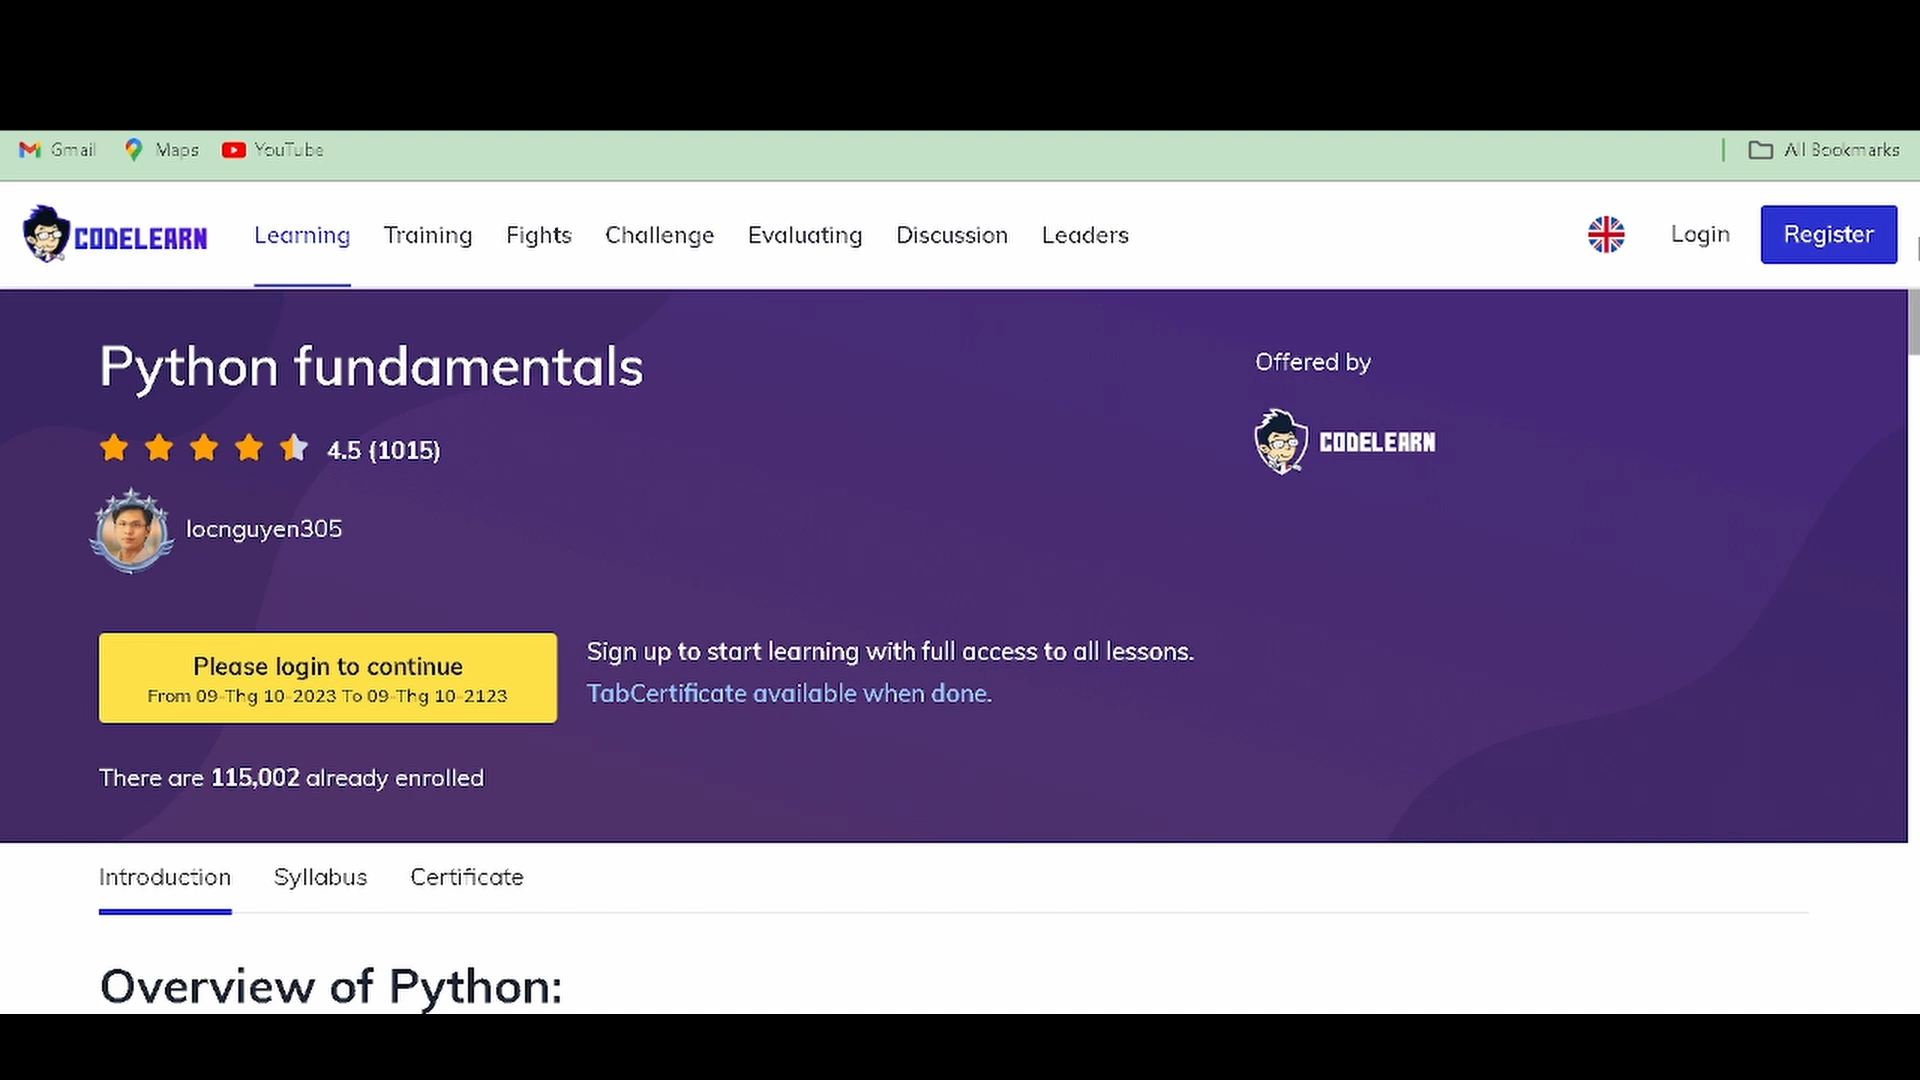 Gmail Maps YouTube All Bookmarks
CODELEARN Learning Training Fights Challenge Evaluating Discussion Leaders Login Register
Python fundamentals
Offered by
4.5 (1015)
CODELEARN
locnguyen305
Please login to continue
From 09-Thg 10-2023 To 09-Thg 10-2123
Sign up to start learning with full access to all lessons.
TabCertificate available when done.
There are 115,002 already enrolled
Introduction Syllabus Certificate
Overview of Python: